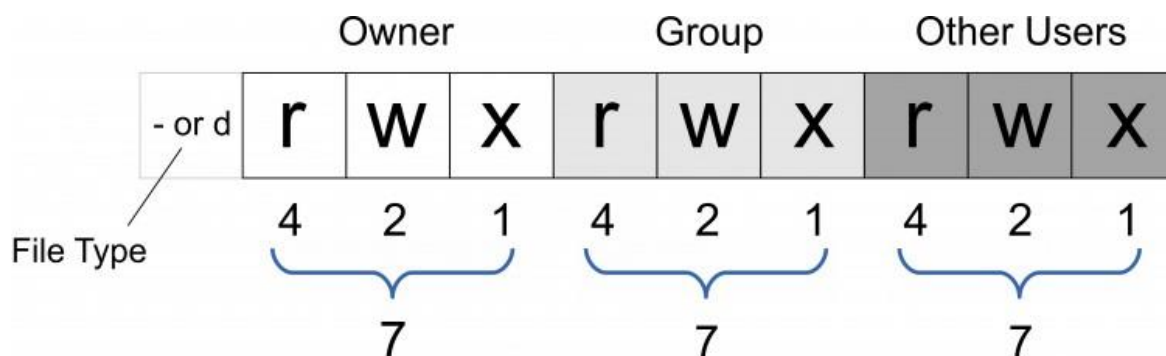 Owner Group Other Users
- or d r w x r w x r w x
4 2 1 4 2 1 4 2 1
File Type
7 7 7